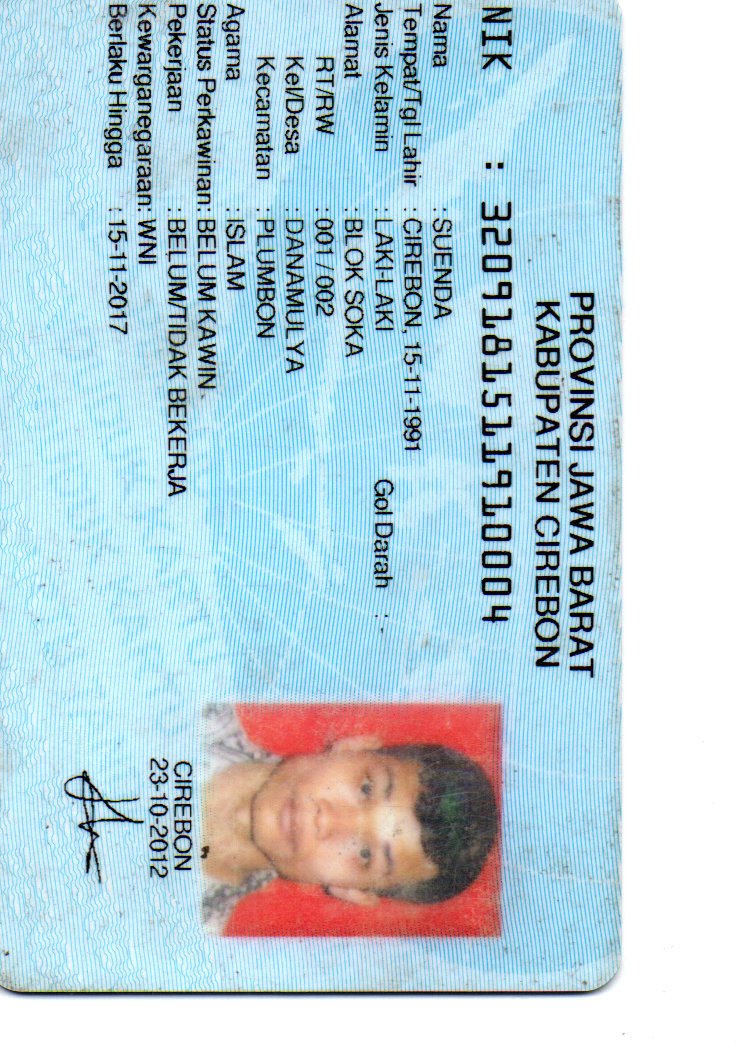 PROVINSI JAWA BARAT
KABUPATEN CIREBON
NIK : 3209181511910004
Nama : SUENDA
Tempat/Tgl Lahir : CIREBON, 15-11-1991
Jenis Kelamin : LAKI-LAKI Gol Darah : -
Alamat : BLOK SOKA
RT/RW : 001 / 002
Kel/Desa : DANAMULYA
Kecamatan : PLUMBON
Agama : ISLAM
Status Perkawinan: BELUM KAWIN
Pekerjaan : BELUM/TIDAK BEKERJA
Kewarganegaraan: WNI
Berlaku Hingga : 15-11-2017
CIREBON
23-10-2012